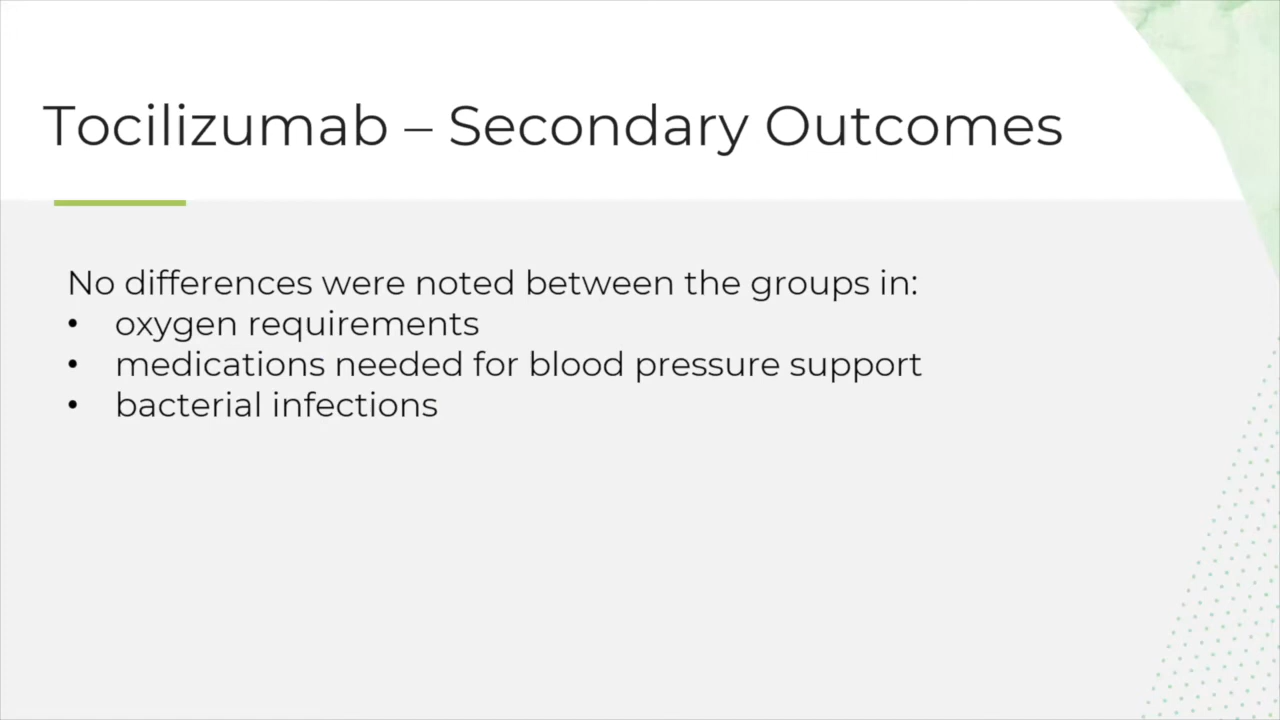 Tocilizumab – Secondary Outcomes
No differences were noted between the groups in:
• oxygen requirements
• medications needed for blood pressure support
• bacterial infections